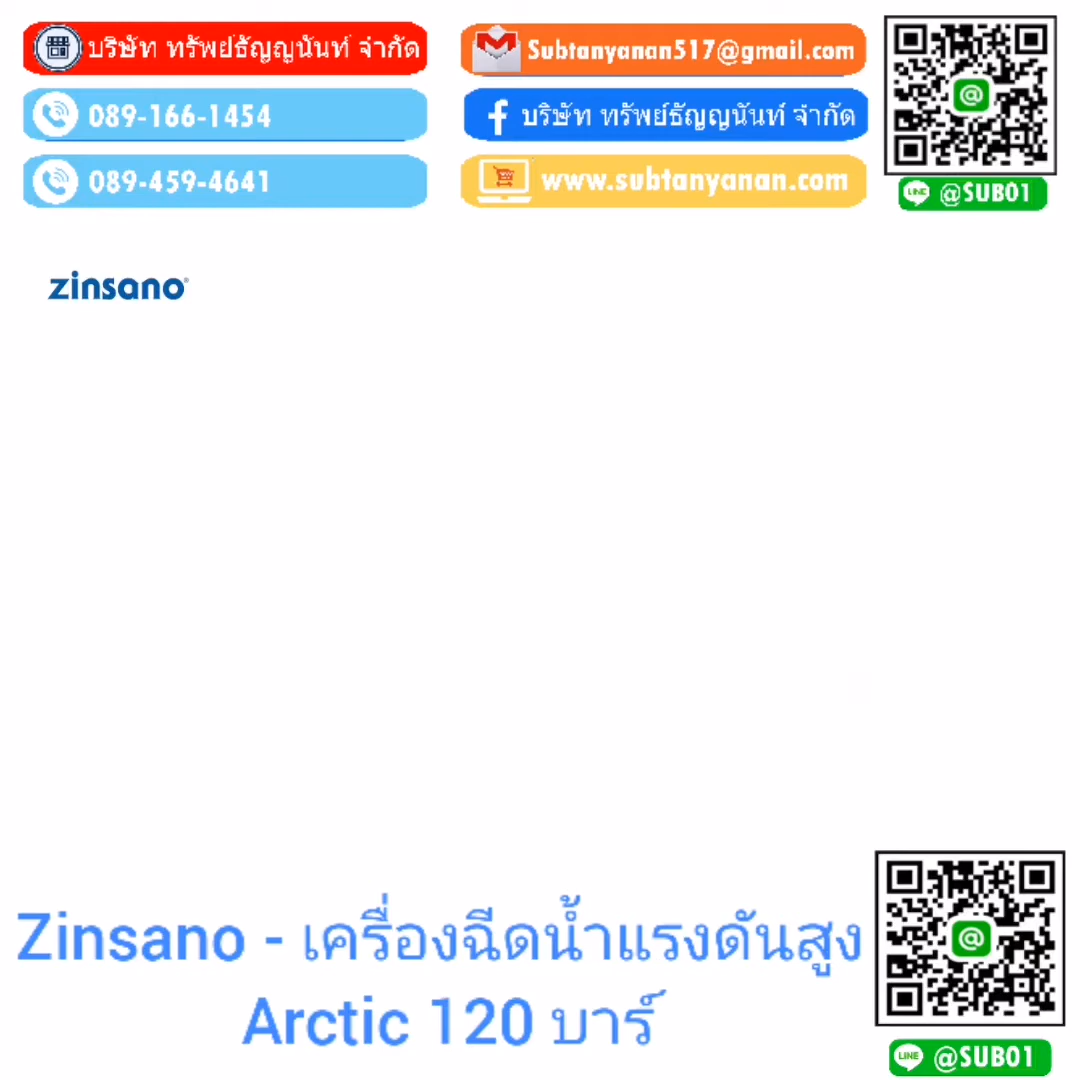 บริษัท ทรัพย์ธัญญนันท์ จำกัด
Subtanyanan517@gmail.com
089-166-1454
บริษัท ทรัพย์ธัญญนันท์ จำกัด
089-459-4641
www.subtanyanan.com
LINE @SUB01
zinsano®
Zinsano - เครื่องฉีดน้ำแรงดันสูง
Arctic 120 บาร์
LINE @SUB01